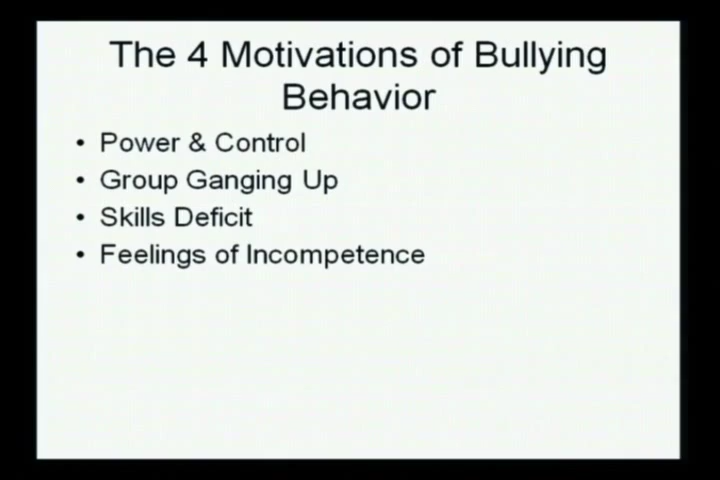 The 4 Motivations of Bullying
Behavior
• Power & Control
• Group Ganging Up
• Skills Deficit
• Feelings of Incompetence